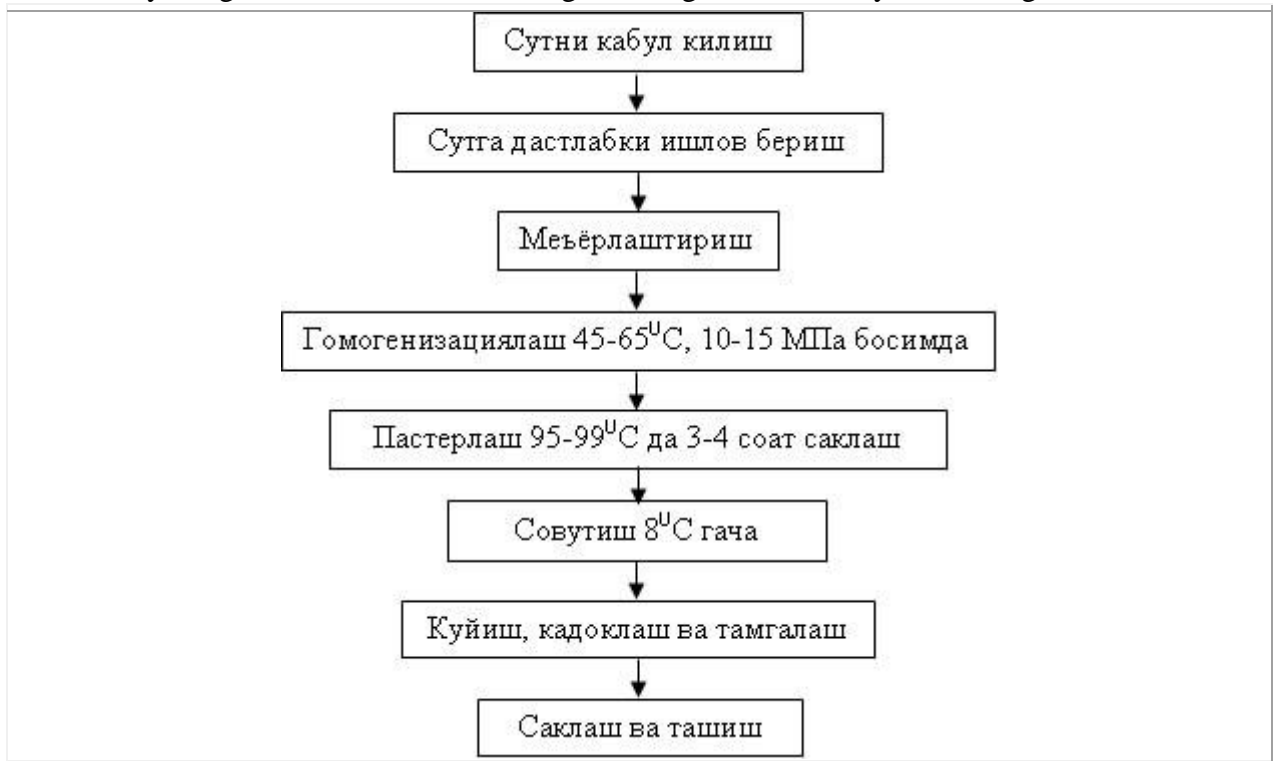 Сутни кабул килиш
Сутга дастлабки ишлов бериш
Меьёрлаштириш
Гомогенизациялаш 45-65⁰С, 10-15 МПа босимда
Пастерлаш 95-99⁰С да 3-4 соат саклаш
Совутиш 8⁰С гача
Куйиш, кадоклаш ва тамгалаш
Саклаш ва ташиш